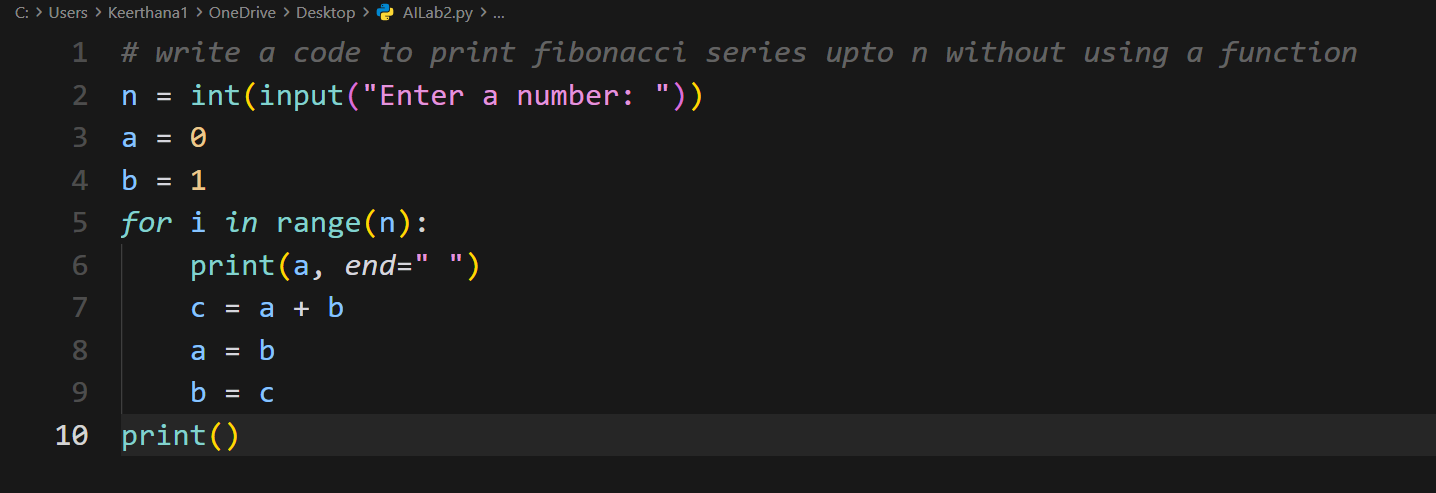 C: > Users > Keerthana1 > OneDrive > Desktop > AILab2.py > ...
1 # write a code to print fibonacci series upto n without using a function
2 n = int(input("Enter a number: "))
3 a = 0
4 b = 1
5 for i in range(n):
6     print(a, end=" ")
7     c = a + b
8     a = b
9     b = c
10 print()